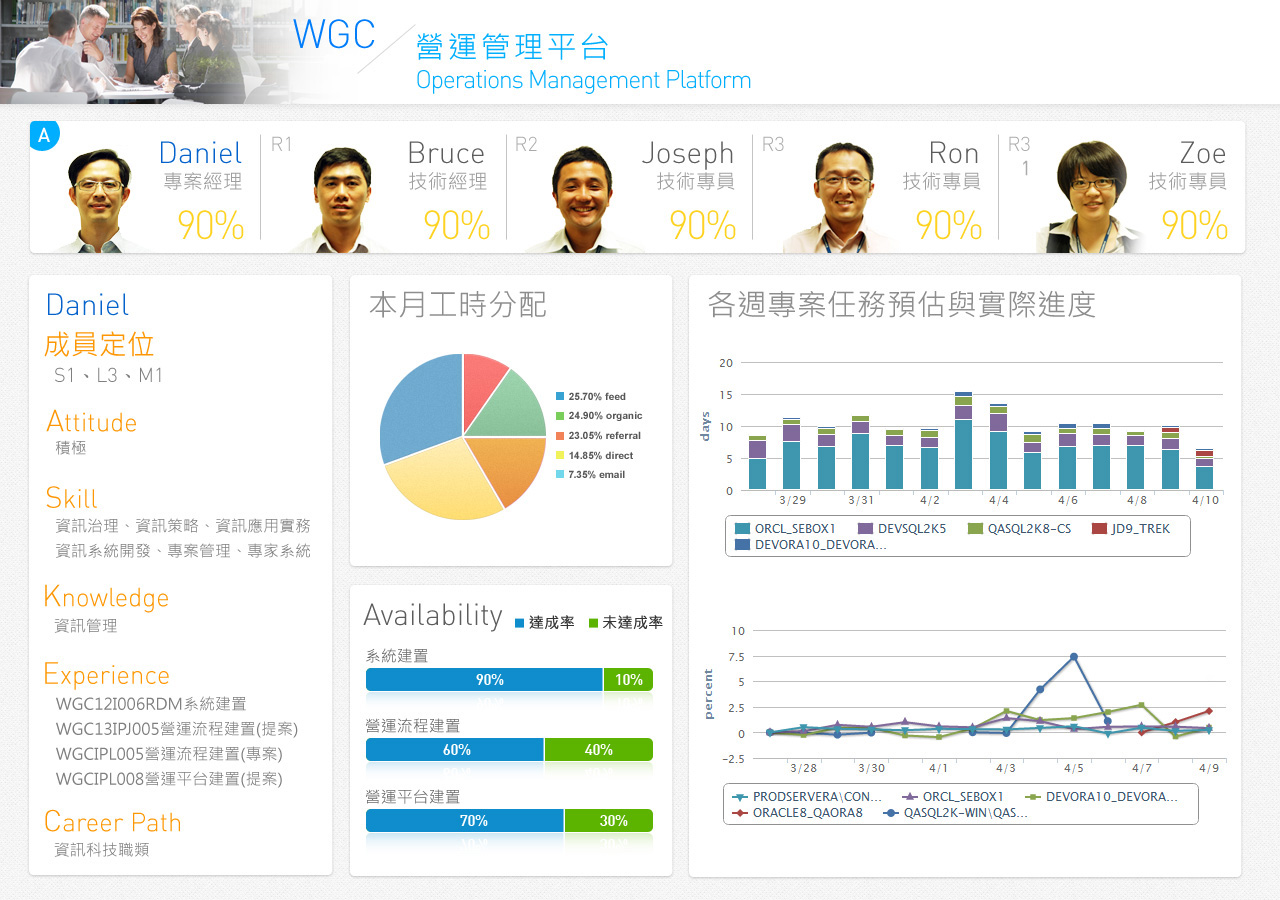 WGC
營運管理平台
Operations Management Platform
A
Daniel
專案經理
90%
R1
Bruce
技術經理
90%
R2
Joseph
技術專員
90%
R3
Ron
技術專員
90%
R3
1
Zoe
技術專員
90%
Daniel
成員定位
S1、L3、M1
Attitude
積極
Skill
資訊治理、資訊策略、資訊應用實務
資訊系統開發、專案管理、專家系統
Knowledge
資訊管理
Experience
WGC12I006RDM系統建置
WGC13IPJ005營運流程建置(提案)
WGCIPL005營運流程建置(專案)
WGCIPL008營運平台建置(提案)
Career Path
資訊科技職類
本月工時分配
25.70% feed
24.90% organic
23.05% referral
14.85% direct
7.35% email
Availability
達成率 未達成率
系統建置
90% 10%
營運流程建置
60% 40%
營運平台建置
70% 30%
各週專案任務預估與實際進度
days
20
15
10
5
0
3/29 3/31 4/2 4/4 4/6 4/8 4/10
ORCL_SEBOX1 DEVSQL2K5 QASQL2K8-CS JD9_TREK
DEVORA10_DEVORA...
percent
10
7.5
5
2.5
0
-2.5
3/28 3/30 4/1 4/3 4/5 4/7 4/9
PRODSERVERA\CON... ORCL_SEBOX1 DEVORA10_DEVORA...
ORACLE8_QAORA8 QASQL2K-WIN\QAS...